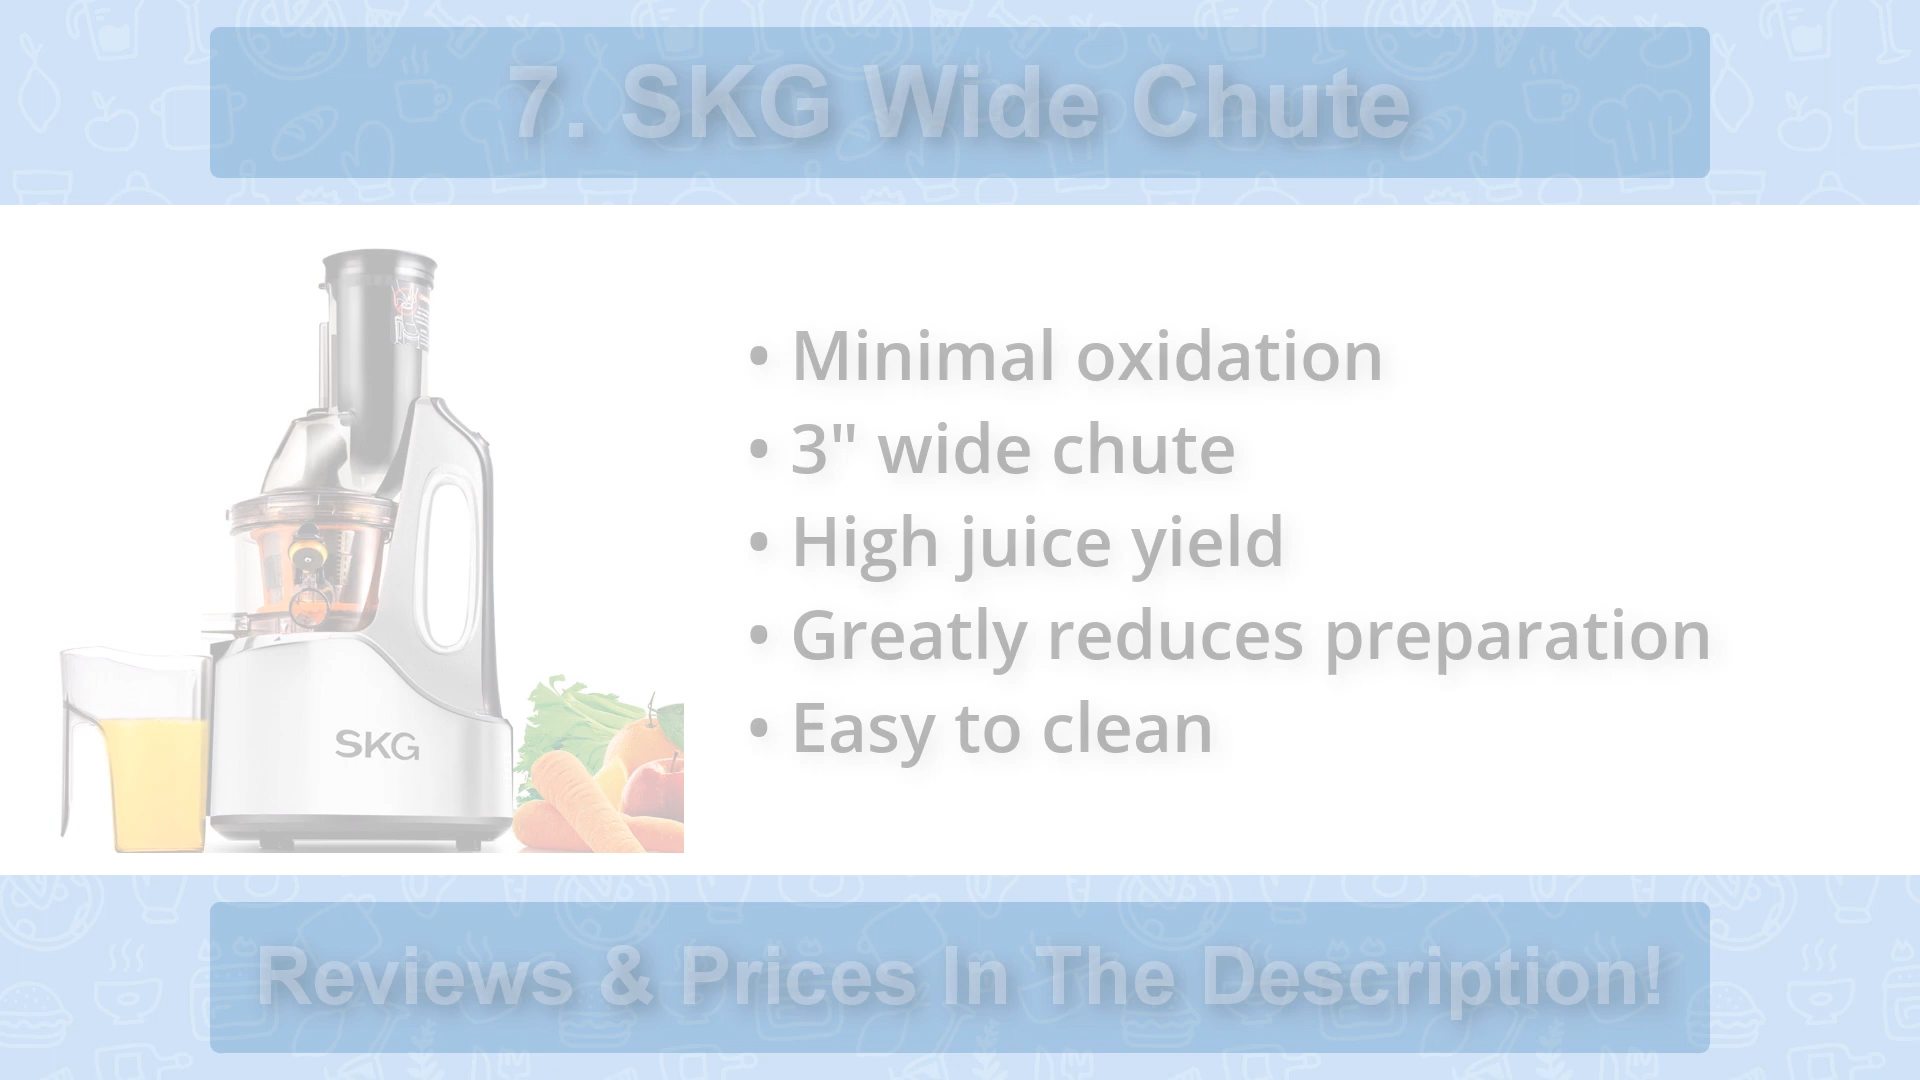 7. SKG Wide Chute
• Minimal oxidation
• 3" wide chute
• High juice yield
• Greatly reduces preparation
• Easy to clean
SKG
Reviews & Prices In The Description!